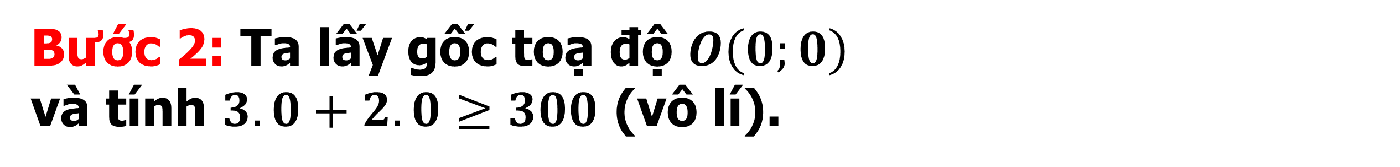 Bước 2: Ta lấy gốc toạ độ O(0; 0)
và tính 3. 0 + 2. 0 ≥ 300 (vô lí).